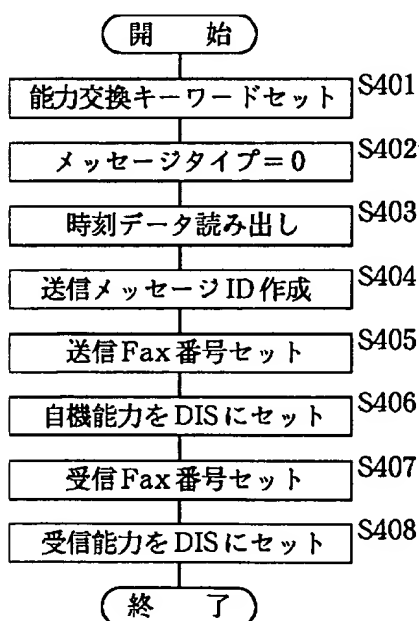 開 始
能力交換キーワードセット S401
メッセージタイプ=0 S402
時刻データ読み出し S403
送信メッセージID作成 S404
送信Fax番号セット S405
自機能力をDISにセット S406
受信Fax番号セット S407
受信能力をDISにセット S408
終 了